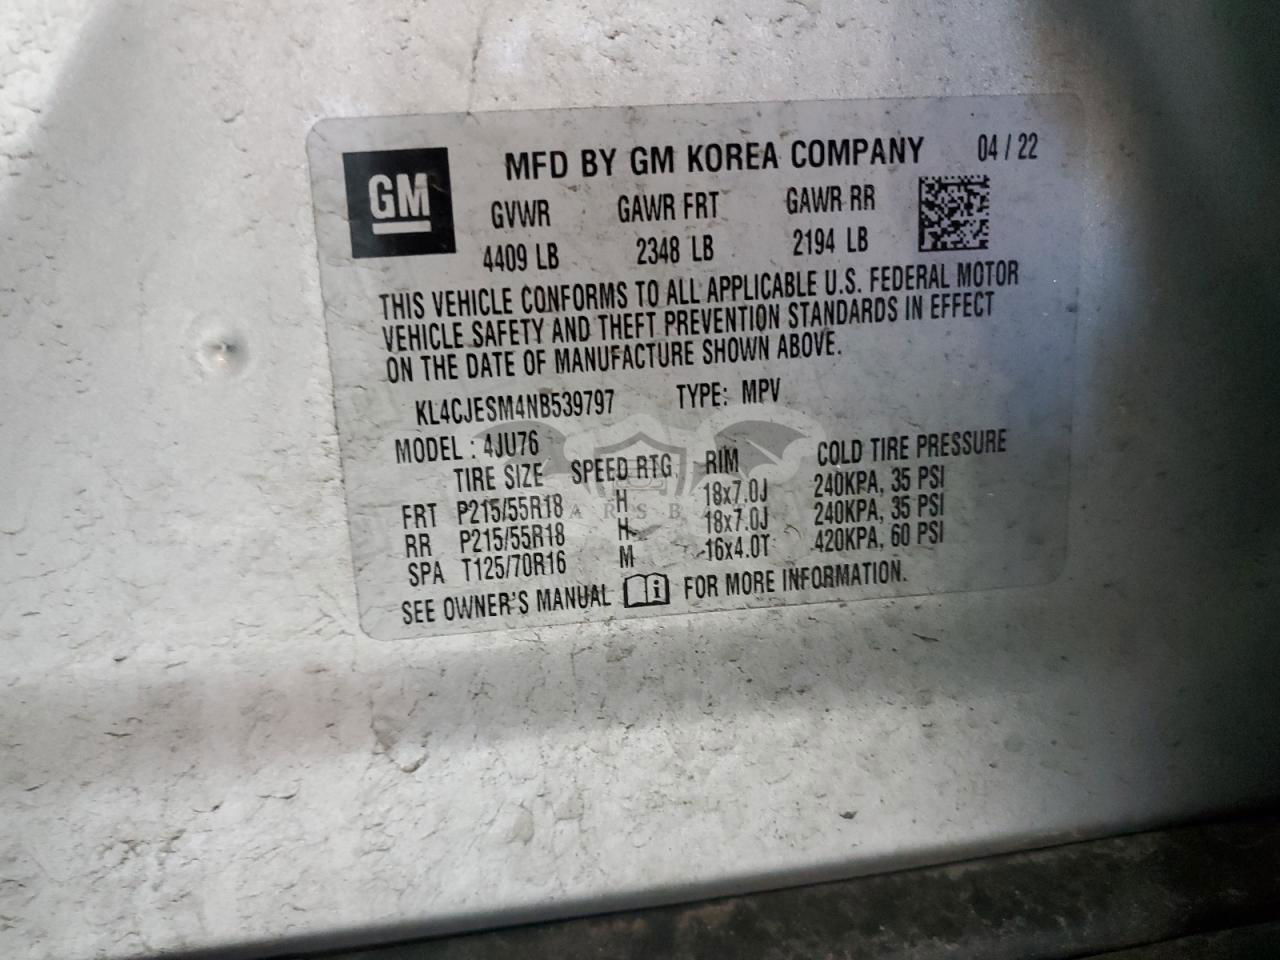 GM
MFD BY GM KOREA COMPANY 04 / 22
GVWR GAWR FRT GAWR RR
4409 LB 2348 LB 2194 LB
THIS VEHICLE CONFORMS TO ALL APPLICABLE U.S. FEDERAL MOTOR
VEHICLE SAFETY AND THEFT PREVENTION STANDARDS IN EFFECT
ON THE DATE OF MANUFACTURE SHOWN ABOVE.
KL4CJESM4NB539797 TYPE: MPV
MODEL : 4JU76
TIRE SIZE SPEED RTG RIM COLD TIRE PRESSURE
FRT P215/55R18 H 18x7.0J 240KPA, 35 PSI
RR P215/55R18 H 18x7.0J 240KPA, 35 PSI
SPA T125/70R16 M 16x4.0T 420KPA, 60 PSI
SEE OWNER'S MANUAL FOR MORE INFORMATION.